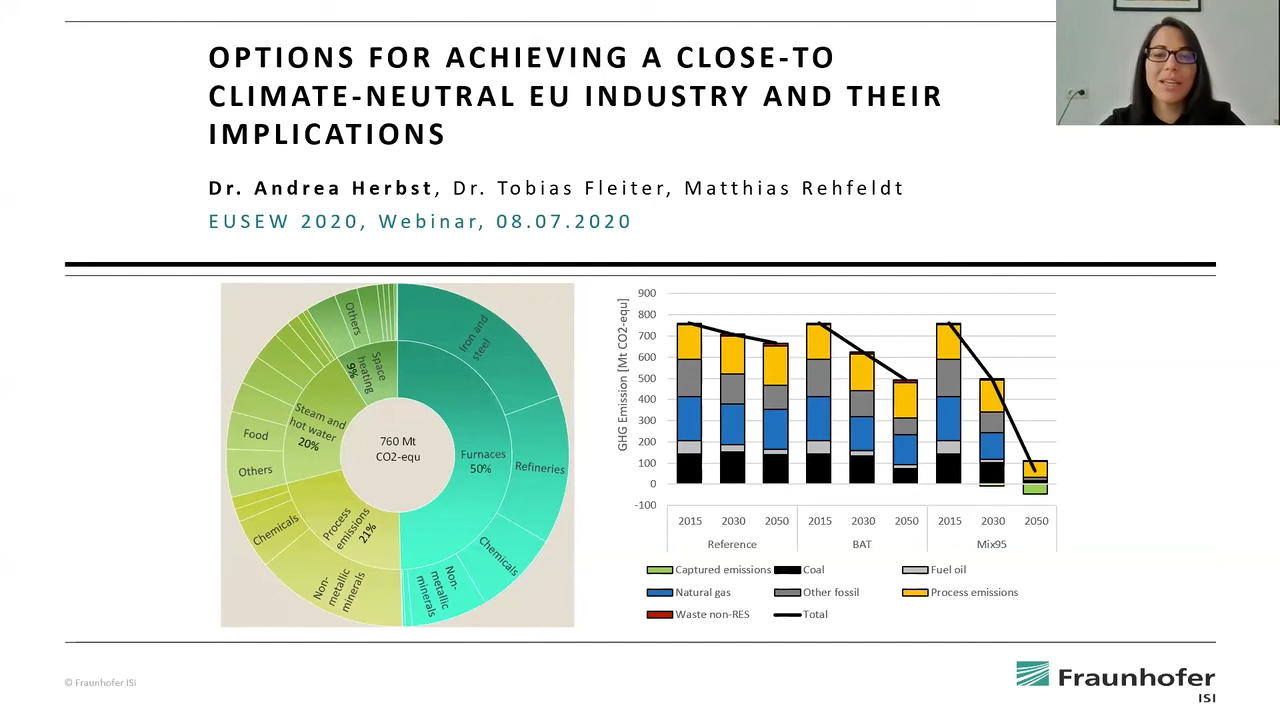 OPTIONS FOR ACHIEVING A CLOSE-TO
CLIMATE-NEUTRAL EU INDUSTRY AND THEIR
IMPLICATIONS
Dr. Andrea Herbst, Dr. Tobias Fleiter, Matthias Rehfeldt
EUSEW 2020, Webinar, 08.07.2020
Iron and
steel
Refineries
Chemicals
Non-
metallic
minerals
Non-
metallic
minerals
Chemicals
Others
Food
Others
Space
heating
9%
Steam and
hot water
20%
Process
emissions
21%
Furnaces
50%
760 Mt
CO2-equ
GHG Emission [Mt CO2-equ]
900
800
700
600
500
400
300
200
100
0
-100
2015 2030 2050 2015 2030 2050 2015 2030 2050
Reference BAT Mix95
Captured emissions Coal Fuel oil
Natural gas Other fossil Process emissions
Waste non-RES Total
© Fraunhofer ISI
Fraunhofer
ISI